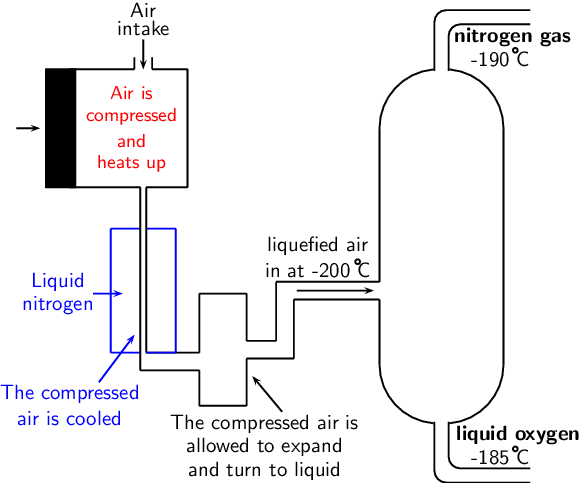 Air
intake
Air is
compressed
and
heats up
nitrogen gas
-190°C
liquefied air
in at -200°C
Liquid
nitrogen
The compressed
air is cooled
The compressed air is
allowed to expand
and turn to liquid
liquid oxygen
-185°C